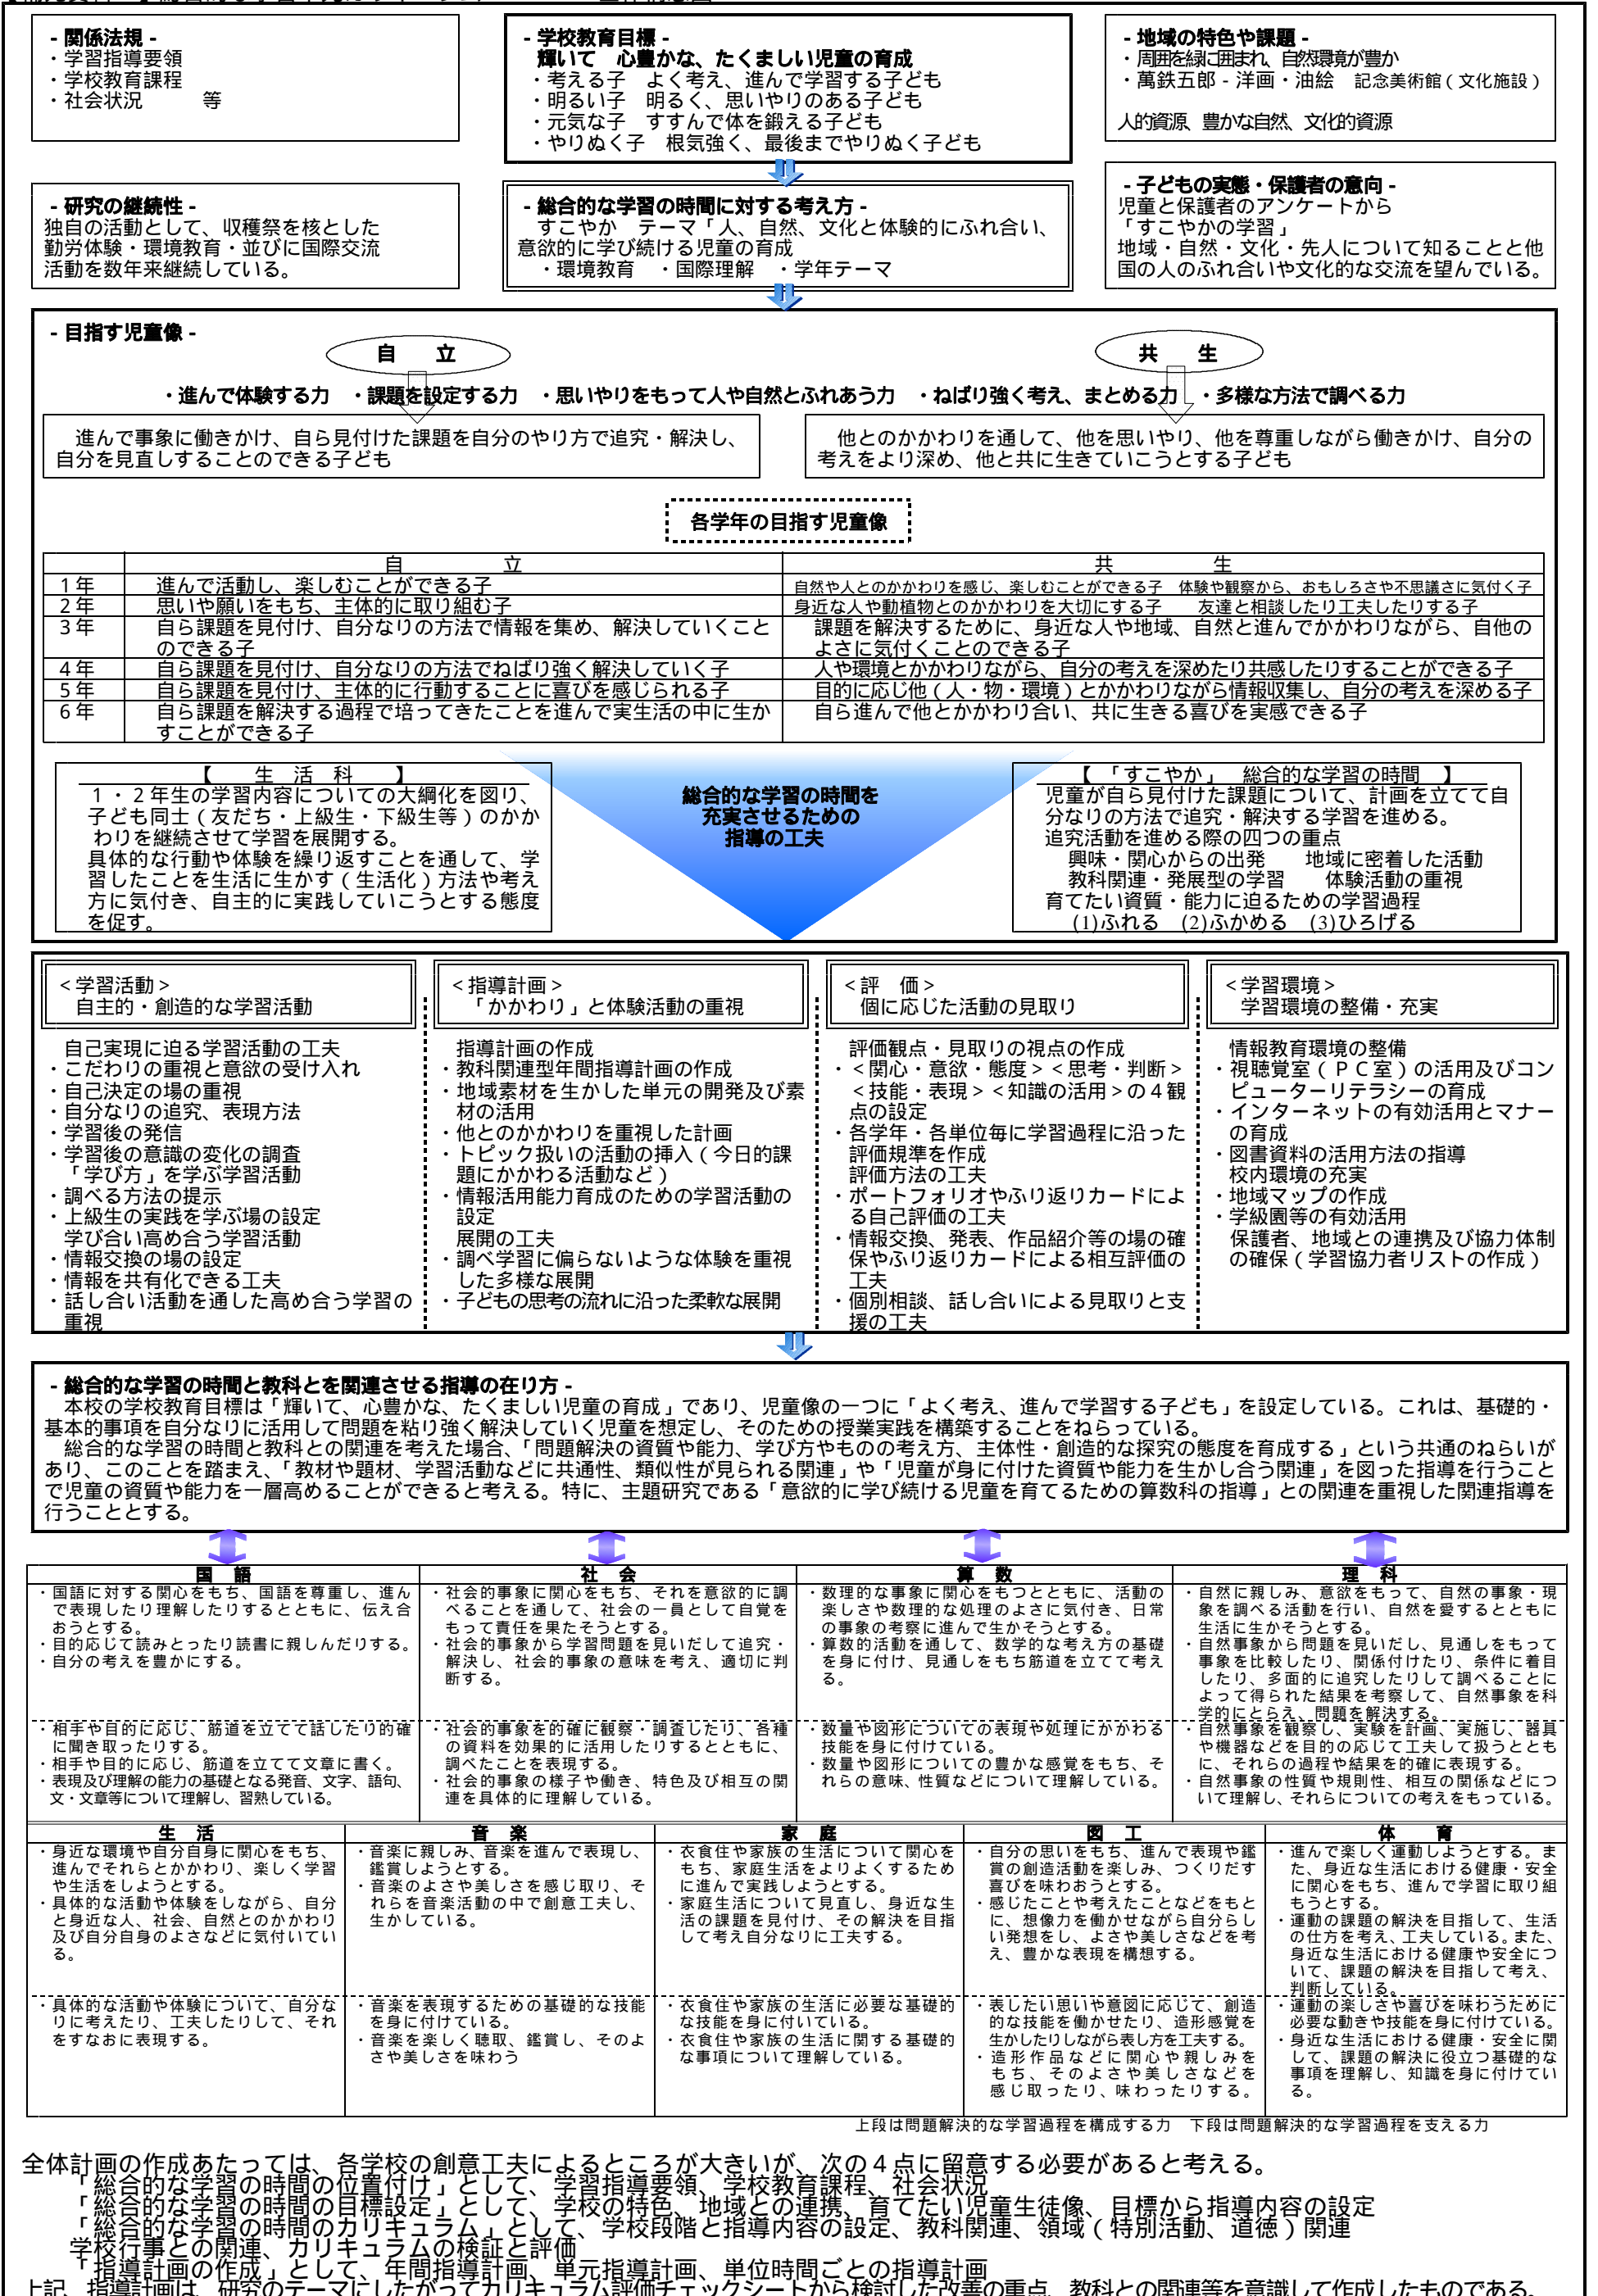 - 関係法規 -
・学習指導要領
・学校教育課程
・社会状況　　　等
- 学校教育目標 -
輝いて　心豊かな、たくましい児童の育成
・考える子　よく考え、進んで学習する子ども
・明るい子　明るく、思いやりのある子ども
・元気な子　すすんで体を鍛える子ども
・やりぬく子　根気強く、最後までやりぬく子ども
- 地域の特色や課題 -
・周囲を緑に囲まれ、自然環境が豊か
・萬鉄五郎 - 洋画・油絵　記念美術館（文化施設）
人的資源、豊かな自然、文化的資源
- 研究の継続性 -
独自の活動として、収穫祭を核とした
勤労体験・環境教育・並びに国際交流
活動を数年来継続している。
- 総合的な学習の時間に対する考え方 -
すこやか　テーマ「人、自然、文化と体験的にふれ合い、
意欲的に学び続ける児童の育成
・環境教育　・国際理解　・学年テーマ
- 子どもの実態・保護者の意向 -
児童と保護者のアンケートから
「すこやかの学習」
地域・自然・文化・先人について知ることと他
国の人のふれ合いや文化的な交流を望んでいる。
- 目指す児童像 -
自　立
共　生
・進んで体験する力　・課題を設定する力　・思いやりをもって人や自然とふれあう力　・ねばり強く考え、まとめる力　・多様な方法で調べる力
進んで事象に働きかけ、自ら見付けた課題を自分のやり方で追究・解決し、
自分を見直しすることのできる子ども
他とのかかわりを通して、他を思いやり、他を尊重しながら働きかけ、自分の
考えをより深め、他と共に生きていこうとする子ども
各学年の目指す児童像
自　立　共　生
１年　進んで活動し、楽しむことができる子　自然や人とのかかわりを感じ、楽しむことができる子　体験や観察から、おもしろさや不思議さに気付く子
２年　思いや願いをもち、主体的に取り組む子　身近な人や動植物とのかかわりを大切にする子　友達と相談したり工夫したりする子
３年　自ら課題を見付け、自分なりの方法で情報を集め、解決していくこと
のできる子
課題を解決するために、身近な人や地域、自然と進んでかかわりながら、自他の
よさに気付くことのできる子
４年　自ら課題を見付け、自分なりの方法でねばり強く解決していく子　人や環境とかかわりながら、自分の考えを深めたり共感したりすることができる子
５年　自ら課題を見付け、主体的に行動することに喜びを感じられる子　目的に応じ他（人・物・環境）とかかわりながら情報収集し、自分の考えを深める子
６年　自ら課題を解決する過程で培ってきたことを進んで実生活の中に生か
すことができる子
自ら進んで他とかかわり合い、共に生きる喜びを実感できる子
【　生　活　科　】
１・２年生の学習内容についての大綱化を図り、
子ども同士（友だち・上級生・下級生等）のかか
わりを継続させて学習を展開する。
具体的な行動や体験を繰り返すことを通して、学
習したことを生活に生かす（生活化）方法や考え
方に気付き、自主的に実践していこうとする態度
を促す。
総合的な学習の時間を
充実させるための
指導の工夫
【　「すこやか」　総合的な学習の時間　】
児童が自ら見付けた課題について、計画を立てて自
分なりの方法で追究・解決する学習を進める。
追究活動を進める際の四つの重点
興味・関心からの出発　地域に密着した活動
教科関連・発展型の学習　体験活動の重視
育てたい資質・能力に迫るための学習過程
(1)ふれる　(2)ふかめる　(3)ひろげる
＜学習活動＞
自主的・創造的な学習活動
自己実現に迫る学習活動の工夫
・こだわりの重視と意欲の受け入れ
・自己決定の場の重視
・自分なりの追究、表現方法
・学習後の発信
・学習後の意識の変化の調査
「学び方」を学ぶ学習活動
・調べる方法の提示
・上級生の実践を学ぶ場の設定
学び合い高め合う学習活動
・情報交換の場の設定
・情報を共有化できる工夫
・話し合い活動を通した高め合う学習の
重視
＜指導計画＞
「かかわり」と体験活動の重視
指導計画の作成
・教科関連型年間指導計画の作成
・地域素材を生かした単元の開発及び素
材の活用
・他とのかかわりを重視した計画
・トピック扱いの活動の挿入（今日的課
題にかかわる活動など）
・情報活用能力育成のための学習活動の
設定
展開の工夫
・調べ学習に偏らないような体験を重視
した多様な展開
・子どもの思考の流れに沿った柔軟な展開
＜評　価＞
個に応じた活動の見取り
評価観点・見取りの視点の作成
・＜関心・意欲・態度＞＜思考・判断＞
＜技能・表現＞＜知識の活用＞の４観
点の設定
・各学年・各単位毎に学習過程に沿った
評価規準を作成
評価方法の工夫
・ポートフォリオやふり返りカードによ
る自己評価の工夫
・情報交換、発表、作品紹介等の場の確
保やふり返りカードによる相互評価の
工夫
・個別相談、話し合いによる見取りと支
援の工夫
＜学習環境＞
学習環境の整備・充実
情報教育環境の整備
・視聴覚室（ＰＣ室）の活用及びコン
ピューターリテラシーの育成
・インターネットの有効活用とマナー
の育成
・図書資料の活用方法の指導
校内環境の充実
・地域マップの作成
・学級園等の有効活用
保護者、地域との連携及び協力体制
の確保（学習協力者リストの作成）
- 総合的な学習の時間と教科とを関連させる指導の在り方 -
本校の学校教育目標は「輝いて、心豊かな、たくましい児童の育成」であり、児童像の一つに「よく考え、進んで学習する子ども」を設定している。これは、基礎的・
基本的事項を自分なりに活用して問題を粘り強く解決していく児童を想定し、そのための授業実践を構築することをねらっている。
総合的な学習の時間と教科との関連を考えた場合、「問題解決の資質や能力、学び方やものの考え方、主体性・創造的な探究の態度を育成する」という共通のねらいが
あり、このことを踏まえ、「教材や題材、学習活動などに共通性、類似性が見られる関連」や「児童が身に付けた資質や能力を生かし合う関連」を図った指導を行うこと
で児童の資質や能力を一層高めることができると考える。特に、主題研究である「意欲的に学び続ける児童を育てるための算数科の指導」との関連を重視した関連指導を
行うこととする。
国　語
・国語に対する関心をもち、国語を尊重し、進ん
で表現したり理解したりするとともに、伝え合
おうとする。
・目的応じて読みとったり読書に親しんだりする。
・自分の考えを豊かにする。
・相手や目的に応じ、筋道を立てて話したり的確
に聞き取ったりする。
・相手や目的に応じ、筋道を立てて文章に書く。
・表現及び理解の能力の基礎となる発音、文字、語句、
文・文章等について理解し、習熟している。
社　会
・社会的事象に関心をもち、それを意欲的に調
べることを通して、社会の一員として自覚を
もって責任を果たそうとする。
・社会的事象から学習問題を見いだして追究・
解決し、社会的事象の意味を考え、適切に判
断する。
・社会的事象を的確に観察・調査したり、各種
の資料を効果的に活用したりするとともに、
調べたことを表現する。
・社会的事象の様子や働き、特色及び相互の関
連を具体的に理解している。
算　数
・数理的な事象に関心をもつとともに、活動の
楽しさや数理的な処理のよさに気付き、日常
の事象の考察に進んで生かそうとする。
・算数的活動を通して、数学的な考え方の基礎
を身に付け、見通しをもち筋道を立てて考え
る。
・数量や図形についての表現や処理にかかわる
技能を身に付けている。
・数量や図形についての豊かな感覚をもち、そ
れらの意味、性質などについて理解している。
理　科
・自然に親しみ、意欲をもって、自然の事象・現
象を調べる活動を行い、自然を愛するとともに
生活に生かそうとする。
・自然事象から問題を見いだし、見通しをもって
事象を比較したり、関係付けたり、条件に着目
したり、多面的に追究したりして調べることに
よって得られた結果を考察して、自然事象を科
学的にとらえ、問題を解決する。
・自然事象を観察し、実験を計画、実施し、器具
や機器などを目的の応じて工夫して扱うととも
に、それらの過程や結果を的確に表現する。
・自然事象の性質や規則性、相互の関係などにつ
いて理解し、それらについての考えをもっている。
生　活
・身近な環境や自分自身に関心をもち、
進んでそれらとかかわり、楽しく学習
や生活をしようとする。
・具体的な活動や体験をしながら、自分
と身近な人、社会、自然とのかかわり
及び自分自身のよさなどに気付いてい
る。
・具体的な活動や体験について、自分な
りに考えたり、工夫したりして、それ
をすなおに表現する。
音　楽
・音楽に親しみ、音楽を進んで表現し、
鑑賞しようとする。
・音楽のよさや美しさを感じ取り、そ
れらを音楽活動の中で創意工夫し、
生かしている。
・音楽を表現するための基礎的な技能
を身に付けている。
・音楽を楽しく聴取、鑑賞し、そのよ
さや美しさを味わう
家　庭
・衣食住や家族の生活について関心を
もち、家庭生活をよりよくするため
に進んで実践しようとする。
・家庭生活について見直し、身近な生
活の課題を見付け、その解決を目指
して考え自分なりに工夫する。
・衣食住や家族の生活に必要な基礎的
な技能を身に付いている。
・衣食住や家族の生活に関する基礎的
な事項について理解している。
図　工
・自分の思いをもち、進んで表現や鑑
賞の創造活動を楽しみ、つくりだす
喜びを味わおうとする。
・感じたことや考えたことなどをもと
に、想像力を働かせながら自分らし
い発想をし、よさや美しさなどを考
え、豊かな表現を構想する。
・表したい思いや意図に応じて、創造
的な技能を働かせたり、造形感覚を
生かしたりしながら表し方を工夫する。
・造形作品などに関心や親しみを
もち、そのよさや美しさなどを
感じ取ったり、味わったりする。
体　育
・進んで楽しく運動しようとする。ま
た、身近な生活における健康・安全
に関心をもち、進んで学習に取り組
もうとする。
・運動の課題の解決を目指して、生活
の仕方を考え、工夫している。また、
身近な生活における健康や安全につ
いて、課題の解決を目指して考え、
判断している。
・運動の楽しさや喜びを味わうために
必要な動きや技能を身に付けている。
・身近な生活における健康・安全に関
して、課題の解決に役立つ基礎的な
事項を理解し、知識を身に付けてい
る。
上段は問題解決的な学習過程を構成する力　下段は問題解決的な学習過程を支える力
全体計画の作成あたっては、各学校の創意工夫によるところが大きいが、次の４点に留意する必要があると考える。
「総合的な学習の時間の位置付け」として、学習指導要領、学校教育課程、社会状況
「総合的な学習の時間の目標設定」として、学校の特色、地域との連携、育てたい児童生徒像、目標から指導内容の設定
「総合的な学習の時間のカリキュラム」として、学校段階と指導内容の設定、教科関連、領域（特別活動、道徳）関連
学校行事との関連、カリキュラムの検証と評価
「指導計画の作成」として、年間指導計画、単元指導計画、単位時間ごとの指導計画
上記、指導計画は、研究のテーマにしたがってカリキュラム評価チェックシートから検討した改善の重点、教科との関連等を意識して作成したものである。